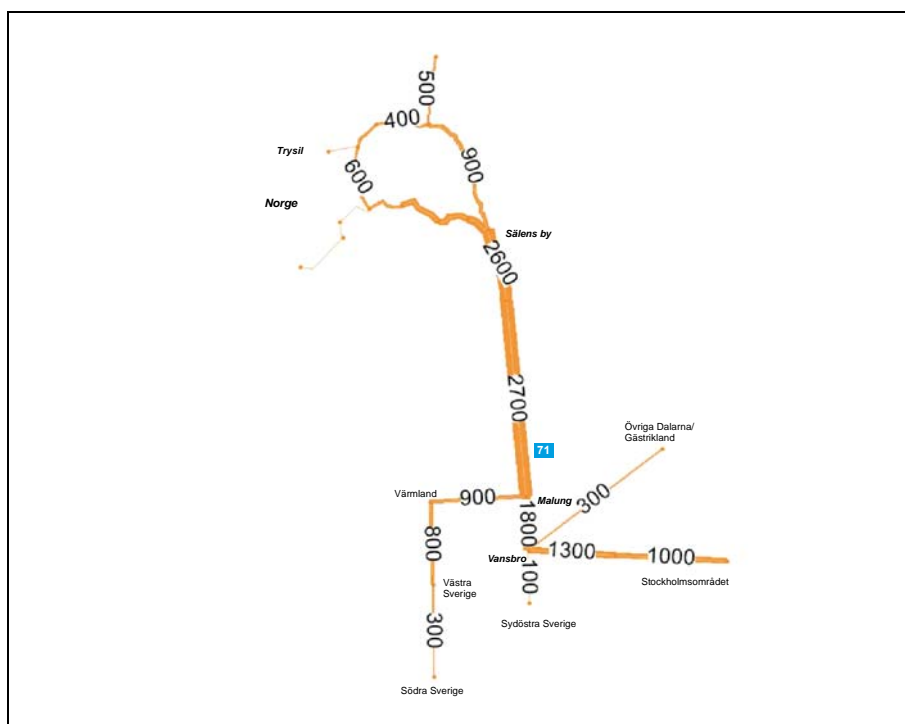 500
400
Trysil
600
900
Norge
Sälens by
2600
2700
Övriga Dalarna/
Gästrikland
71
Värmland
900
Malung
300
1800
800
Vansbro
1300
1000
100
Västra
Sverige
Stockholmsområdet
300
Sydöstra Sverige
Södra Sverige